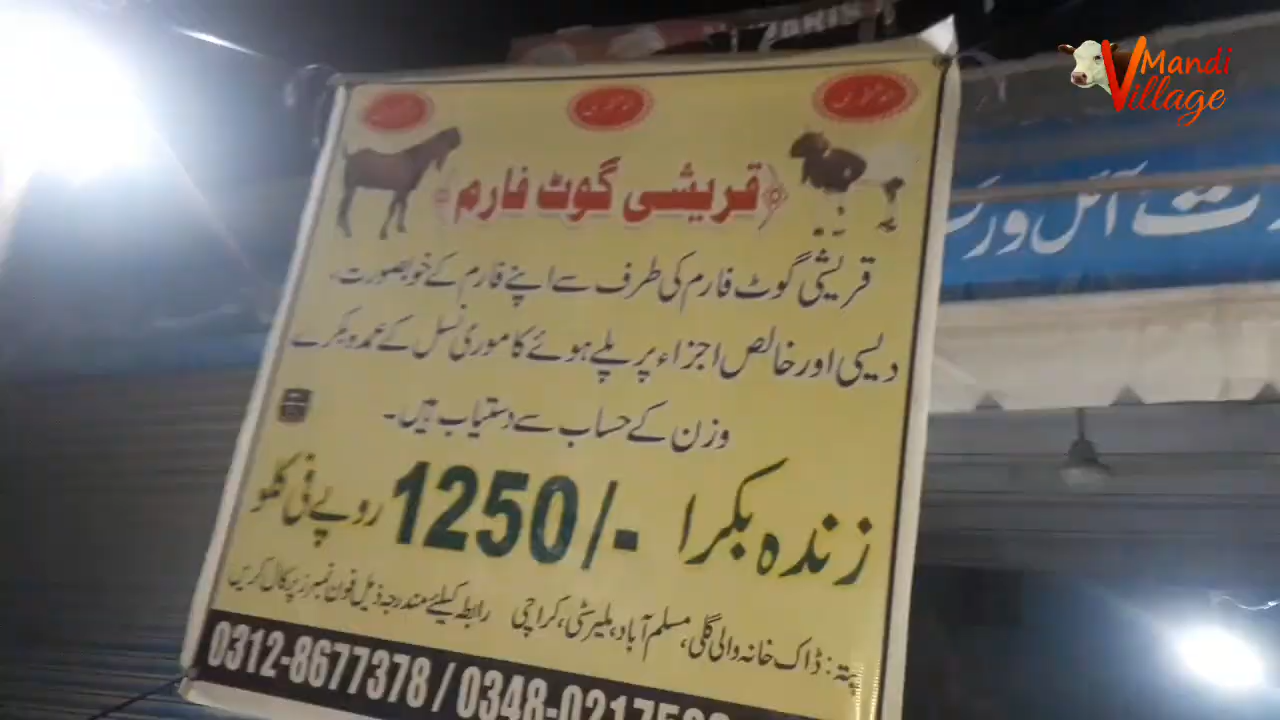 Mandi
Village
قریشی گوٹ فارم
قریشی گوٹ فارم کی طرف سے اپنے فارم کے خوبصورت،
دیسی اور خالص اجزاء پر پلے ہوئے کاموری نسل کے عمدہ بکرے
وزن کے حساب سے دستیاب ہیں۔
زندہ بکرا 1250/- روپے فی کلو
پتہ: ڈاک خانہ والی گلی، مسلم آباد، ملیر سٹی، کراچی رابطہ کیلئے مندرجہ ذیل فون نمبرز پر کال کریں
0312-8677378 / 0348-
آئل ور